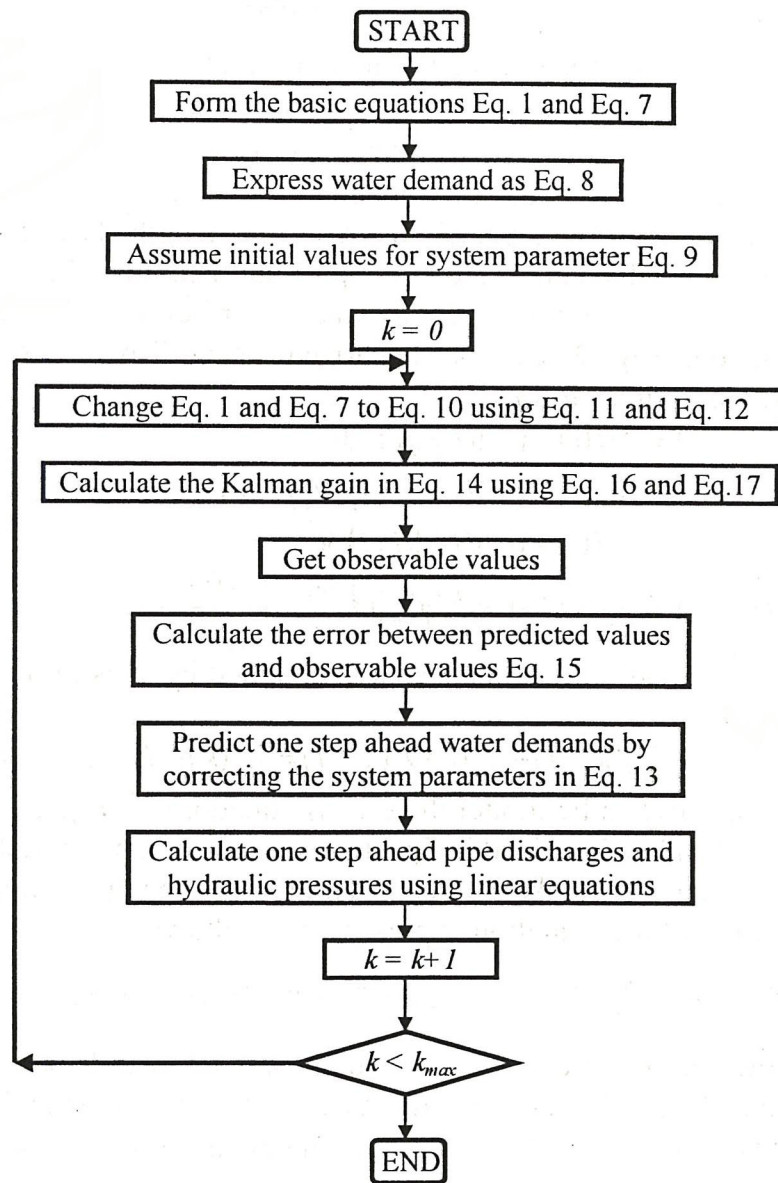 START
Form the basic equations Eq. 1 and Eq. 7
Express water demand as Eq. 8
Assume initial values for system parameter Eq. 9
k = 0
Change Eq. 1 and Eq. 7 to Eq. 10 using Eq. 11 and Eq. 12
Calculate the Kalman gain in Eq. 14 using Eq. 16 and Eq.17
Get observable values
Calculate the error between predicted values
and observable values Eq. 15
Predict one step ahead water demands by
correcting the system parameters in Eq. 13
Calculate one step ahead pipe discharges and
hydraulic pressures using linear equations
k = k+ 1
k < kmax
END